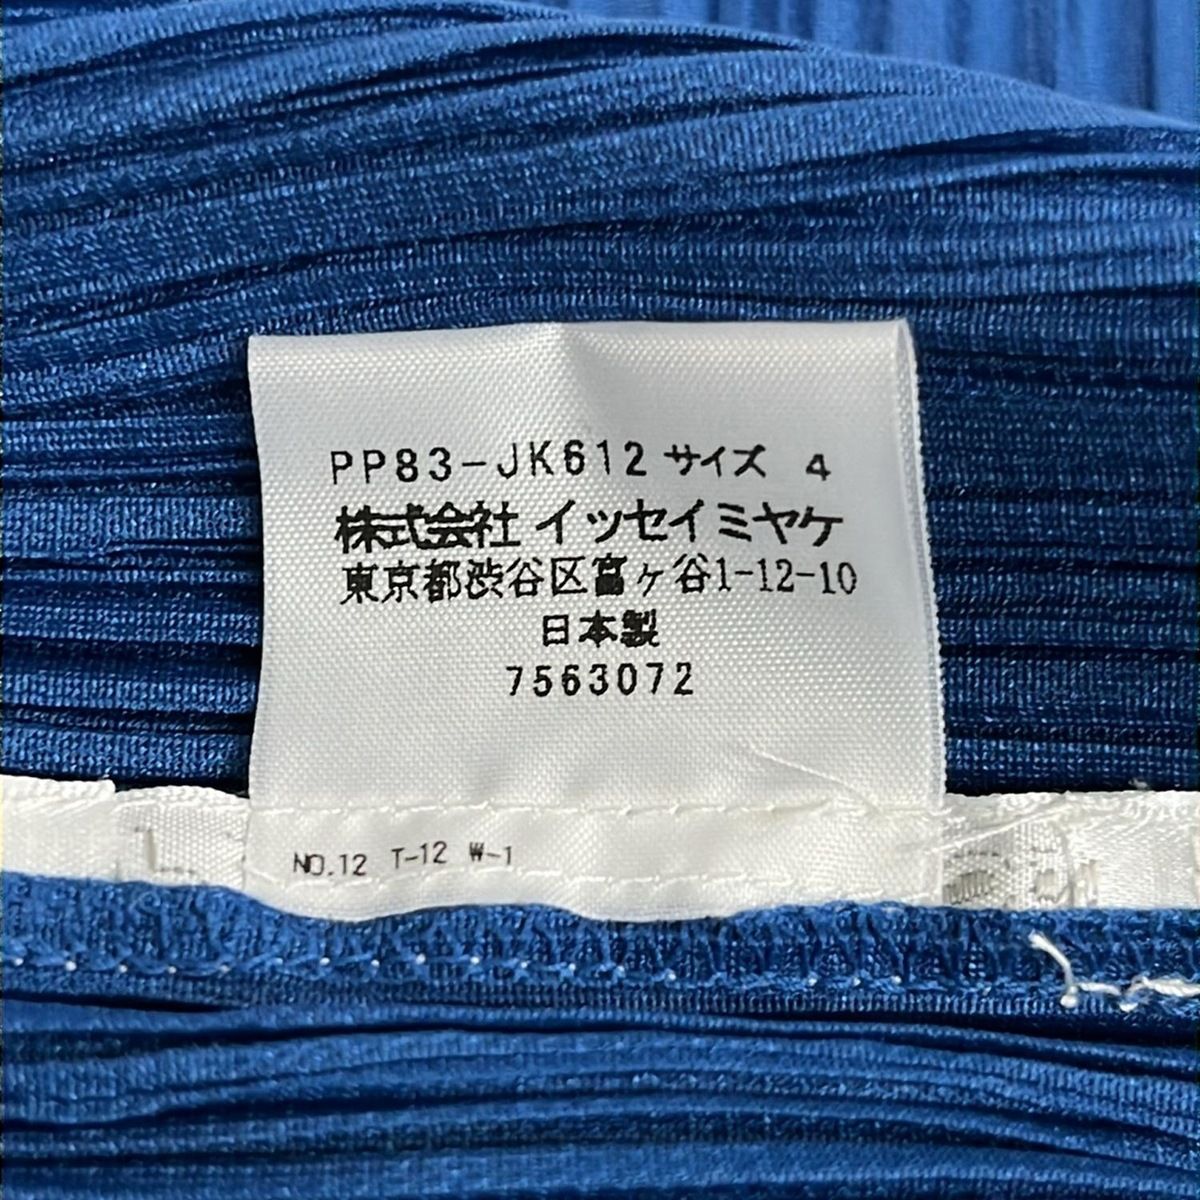 PP83-JK612 サイズ 4
株式会社 イッセイミヤケ
東京都渋谷区富ヶ谷1-12-10
日本製
7563072
NO.12 T-12 W-1